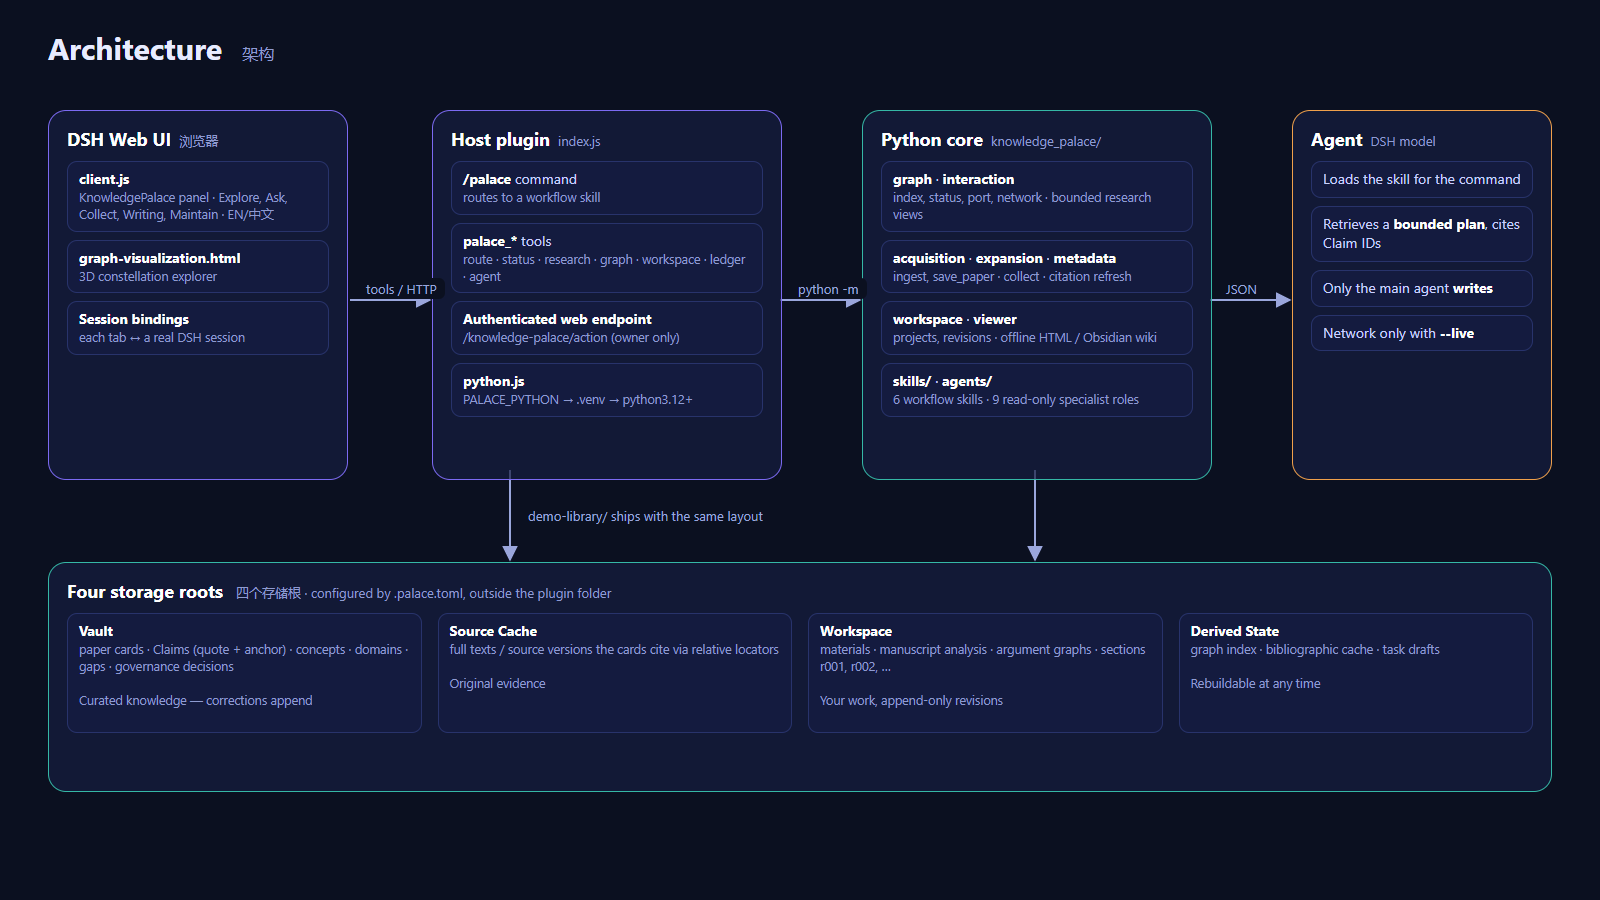 Architecture 架构
DSH Web UI 浏览器
client.js
KnowledgePalace panel · Explore, Ask,
Collect, Writing, Maintain · EN/中文
graph-visualization.html
3D constellation explorer
Session bindings
each tab ↔ a real DSH session
tools / HTTP
Host plugin index.js
/palace command
routes to a workflow skill
palace_* tools
route · status · research · graph · workspace · ledger
· agent
Authenticated web endpoint
/knowledge-palace/action (owner only)
python.js
PALACE_PYTHON → .venv → python3.12+
python -m
Python core knowledge_palace/
graph · interaction
index, status, port, network · bounded research
views
acquisition · expansion · metadata
ingest, save_paper · collect · citation refresh
workspace · viewer
projects, revisions · offline HTML / Obsidian wiki
skills/ · agents/
6 workflow skills · 9 read-only specialist roles
JSON
Agent DSH model
Loads the skill for the command
Retrieves a bounded plan, cites
Claim IDs
Only the main agent writes
Network only with --live
demo-library/ ships with the same layout
Four storage roots 四个存储根 · configured by .palace.toml, outside the plugin folder
Vault
paper cards · Claims (quote + anchor) · concepts · domains ·
gaps · governance decisions
Curated knowledge — corrections append
Source Cache
full texts / source versions the cards cite via relative locators
Original evidence
Workspace
materials · manuscript analysis · argument graphs · sections
r001, r002, ...
Your work, append-only revisions
Derived State
graph index · bibliographic cache · task drafts
Rebuildable at any time